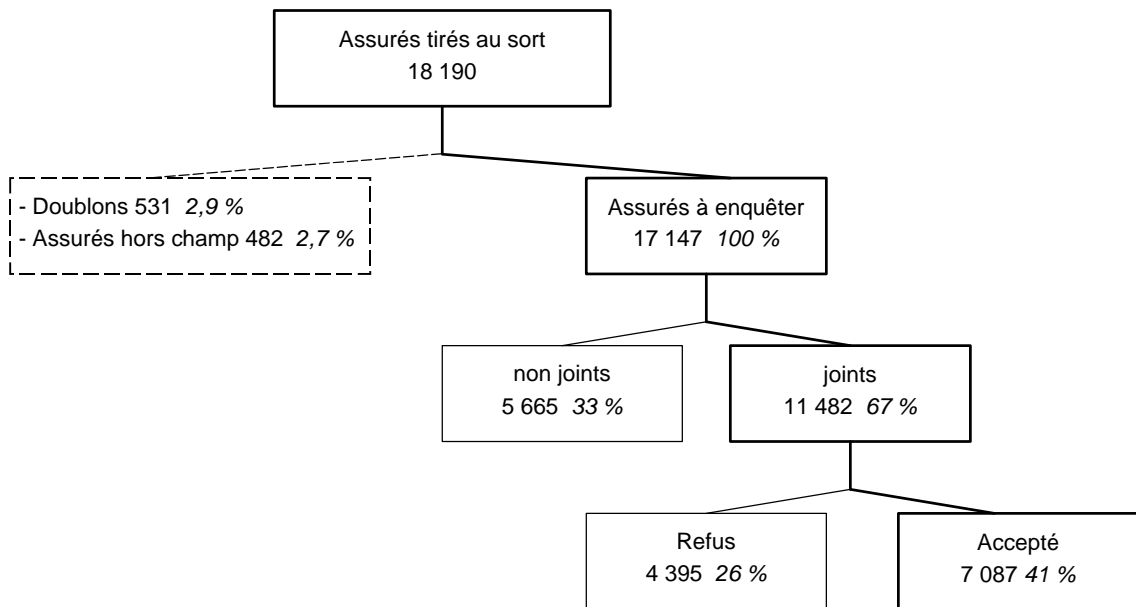 Assurés tirés au sort
18 190
- Doublons 531 2,9 %
- Assurés hors champ 482 2,7 %
Assurés à enquêter
17 147 100 %
non joints
5 665 33 %
joints
11 482 67 %
Refus
4 395 26 %
Accepté
7 087 41 %